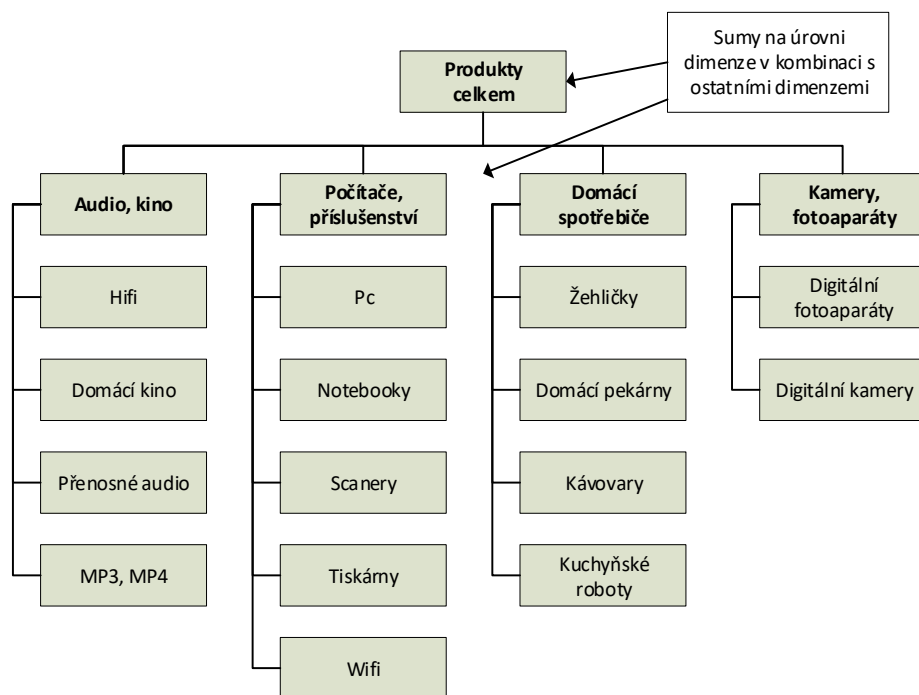 Produkty
celkem
Sumy na úrovni
dimenze v kombinaci s
ostatními dimenzemi
Audio, kino
Počítače,
příslušenství
Domácí
spotřebiče
Kamery,
fotoaparáty
Hifi
Pc
Žehličky
Digitální
fotoaparáty
Domácí kino
Notebooky
Domácí pekárny
Digitální kamery
Přenosné audio
Scanery
Kávovary
MP3, MP4
Tiskárny
Kuchyňské
roboty
Wifi